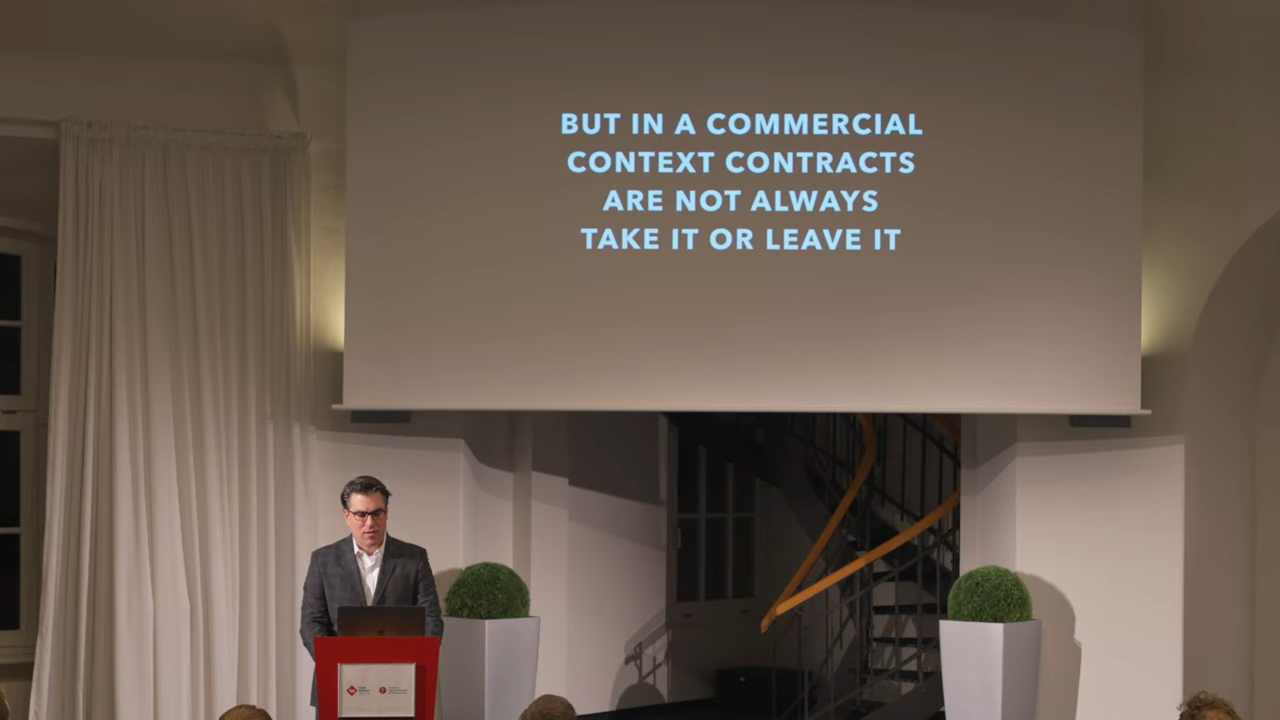 BUT IN A COMMERCIAL
CONTEXT CONTRACTS
ARE NOT ALWAYS
TAKE IT OR LEAVE IT